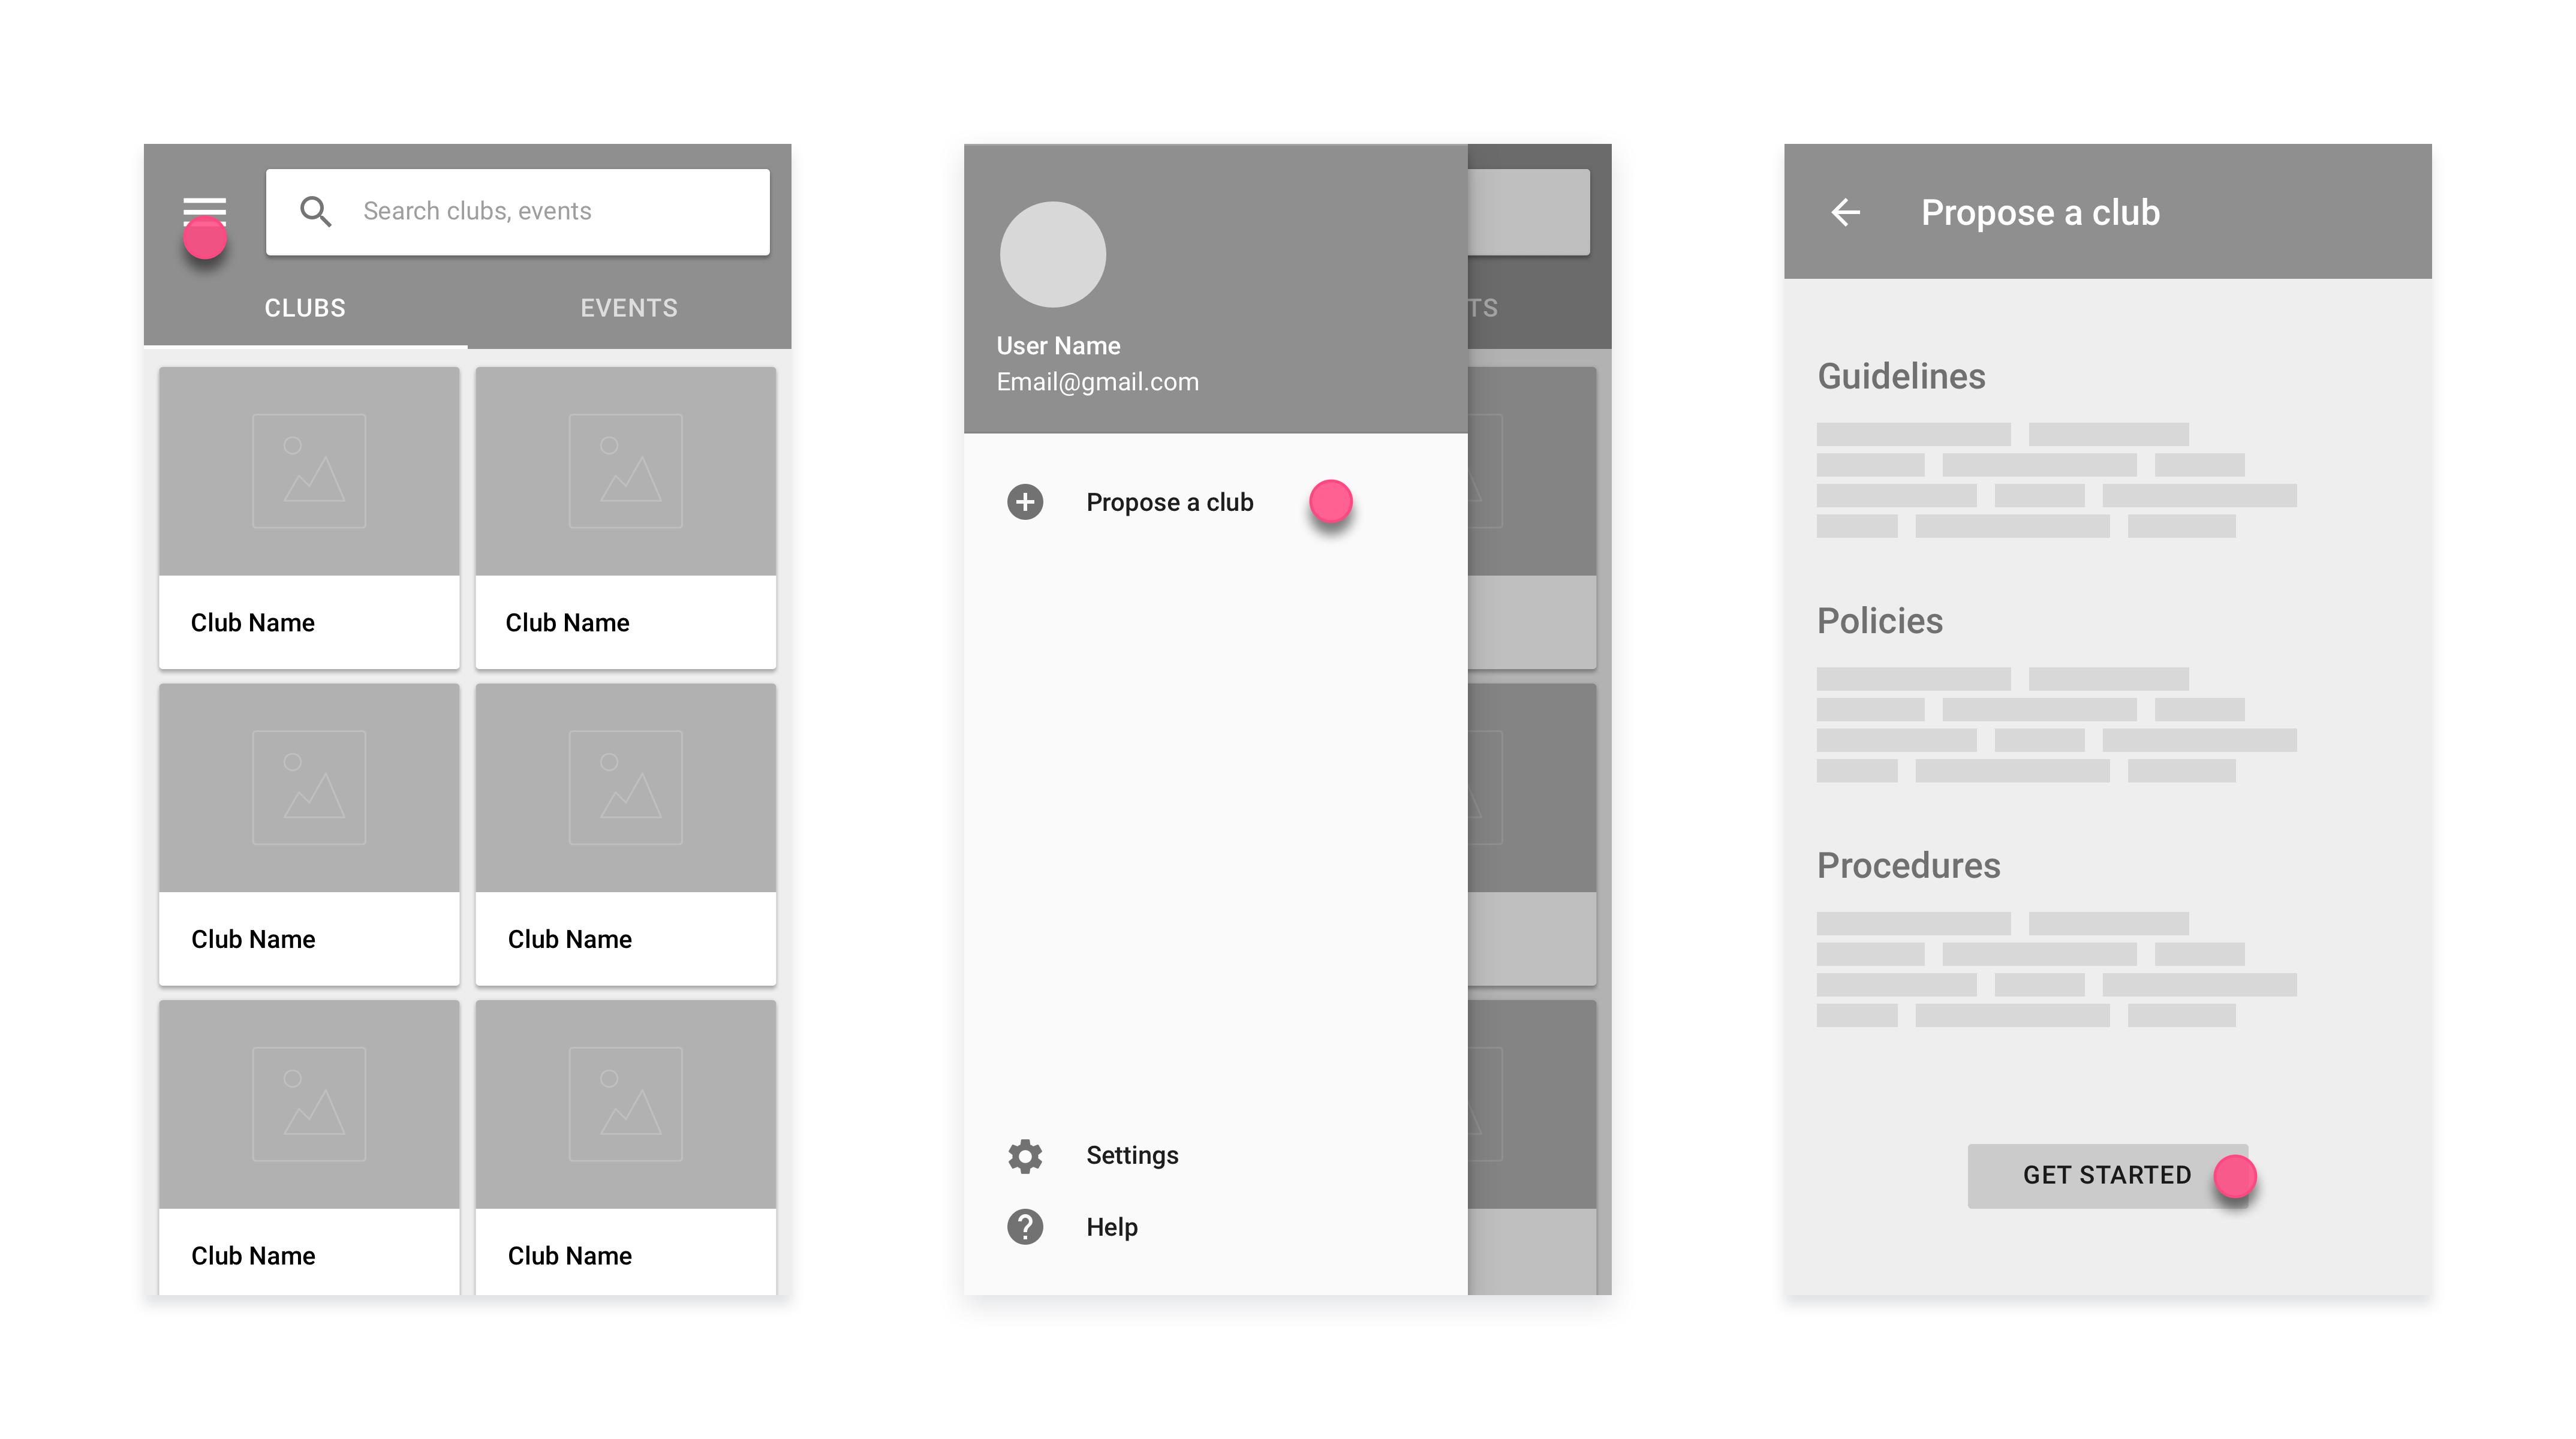 Search clubs, events
CLUBS
EVENTS
Club Name
Club Name
Club Name
Club Name
Club Name
Club Name
TS
User Name
Email@gmail.com
Propose a club
Settings
Help
Propose a club
Guidelines
Policies
Procedures
GET STARTED